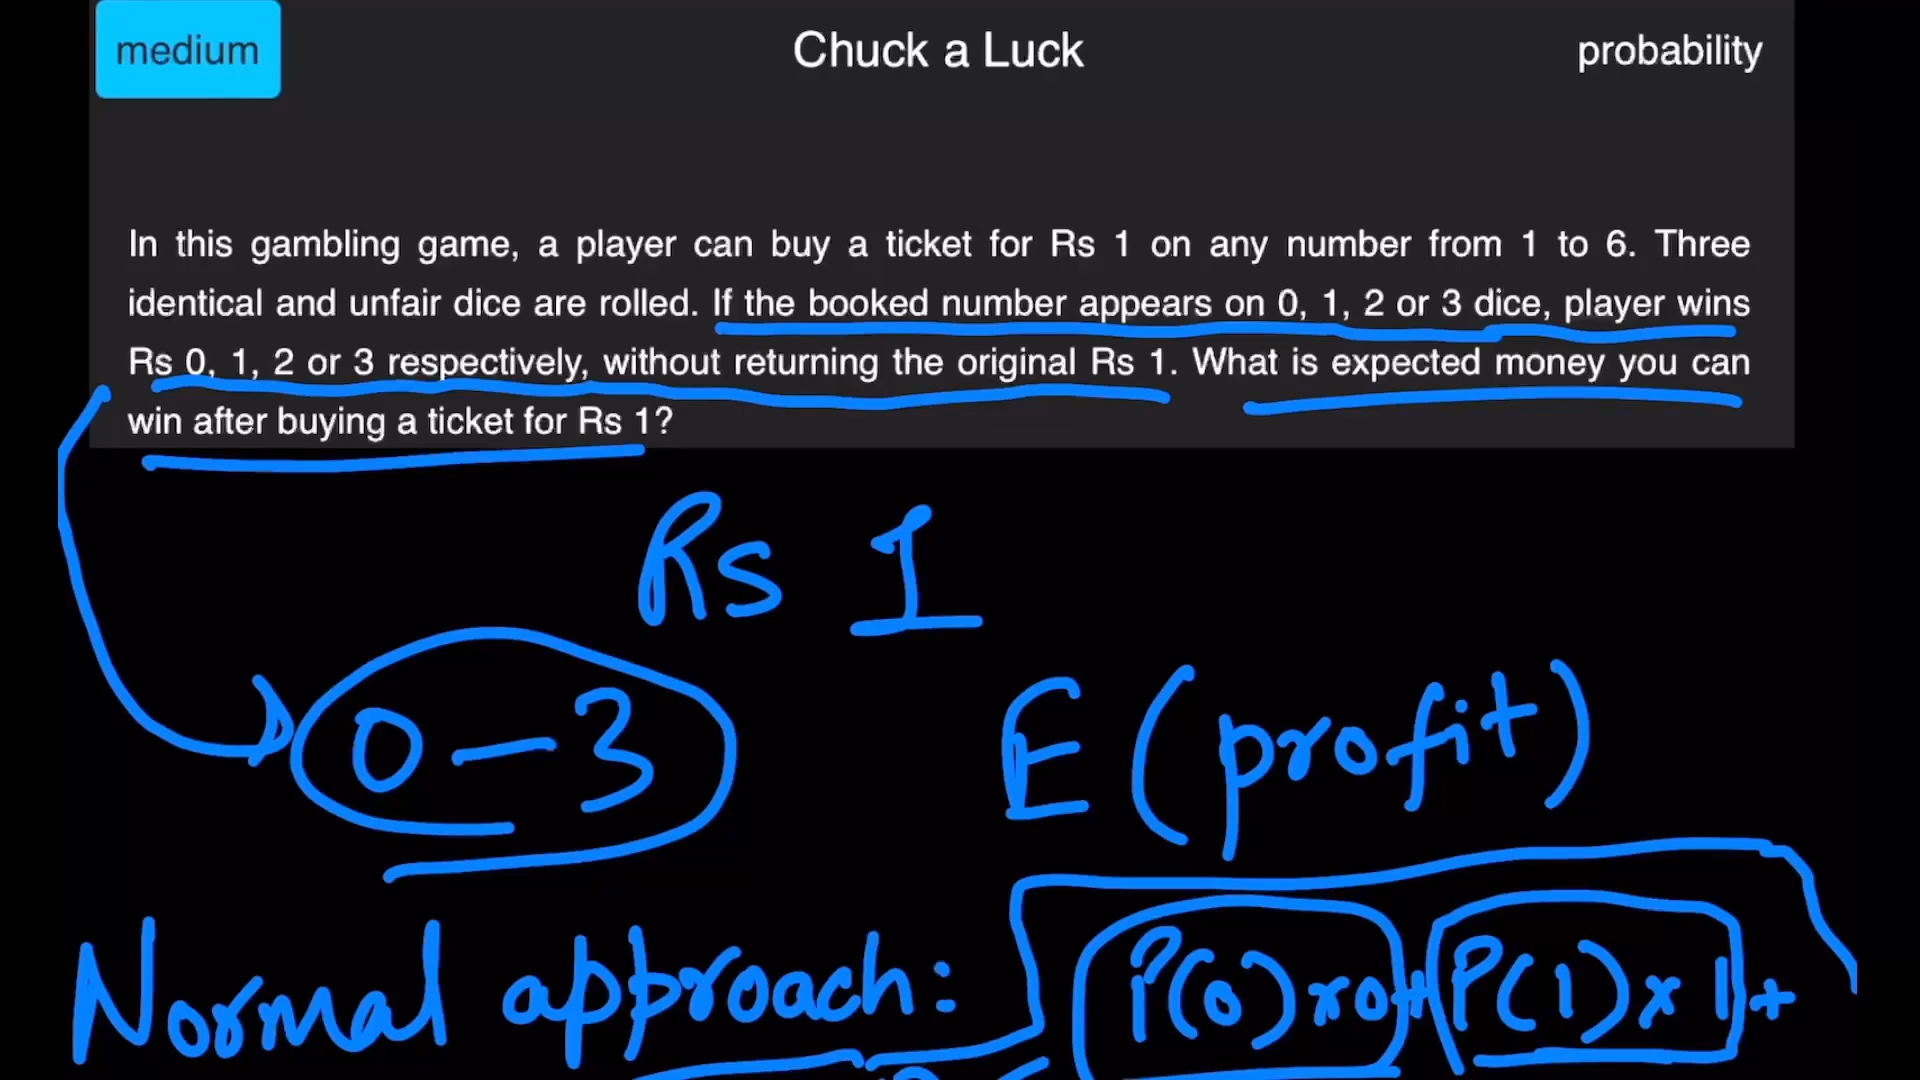 medium
Chuck a Luck
probability
In this gambling game, a player can buy a ticket for Rs 1 on any number from 1 to 6. Three
identical and unfair dice are rolled. If the booked number appears on 0, 1, 2 or 3 dice, player wins
Rs 0, 1, 2 or 3 respectively, without returning the original Rs 1. What is expected money you can
win after buying a ticket for Rs 1?
Rs 1
0-3
E (profit)
Normal approach: P(0)x0 + P(1)x1 +